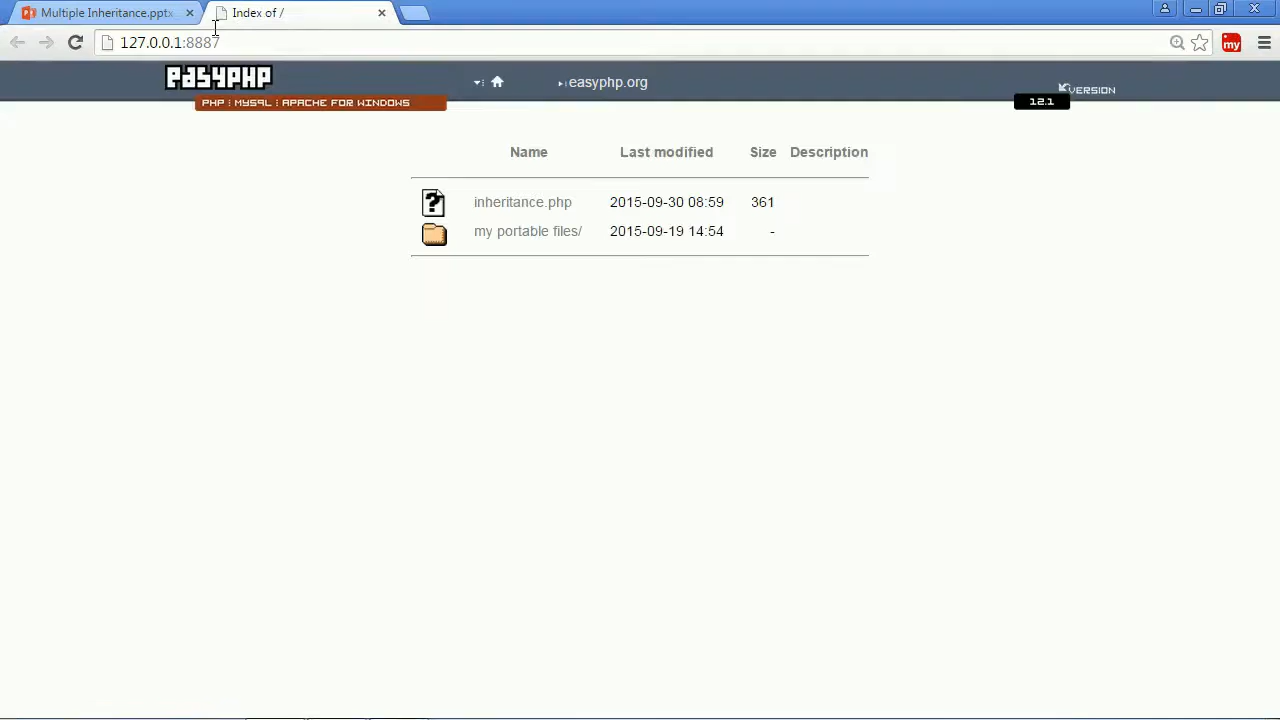 Multiple Inheritance.pptx
Index of /
127.0.0.1:8887
my
easyphp
easyphp.org
VERSION
PHP : MYSQL : APACHE FOR WINDOWS
12.1
Name Last modified Size Description
inheritance.php 2015-09-30 08:59 361
my portable files/ 2015-09-19 14:54 -